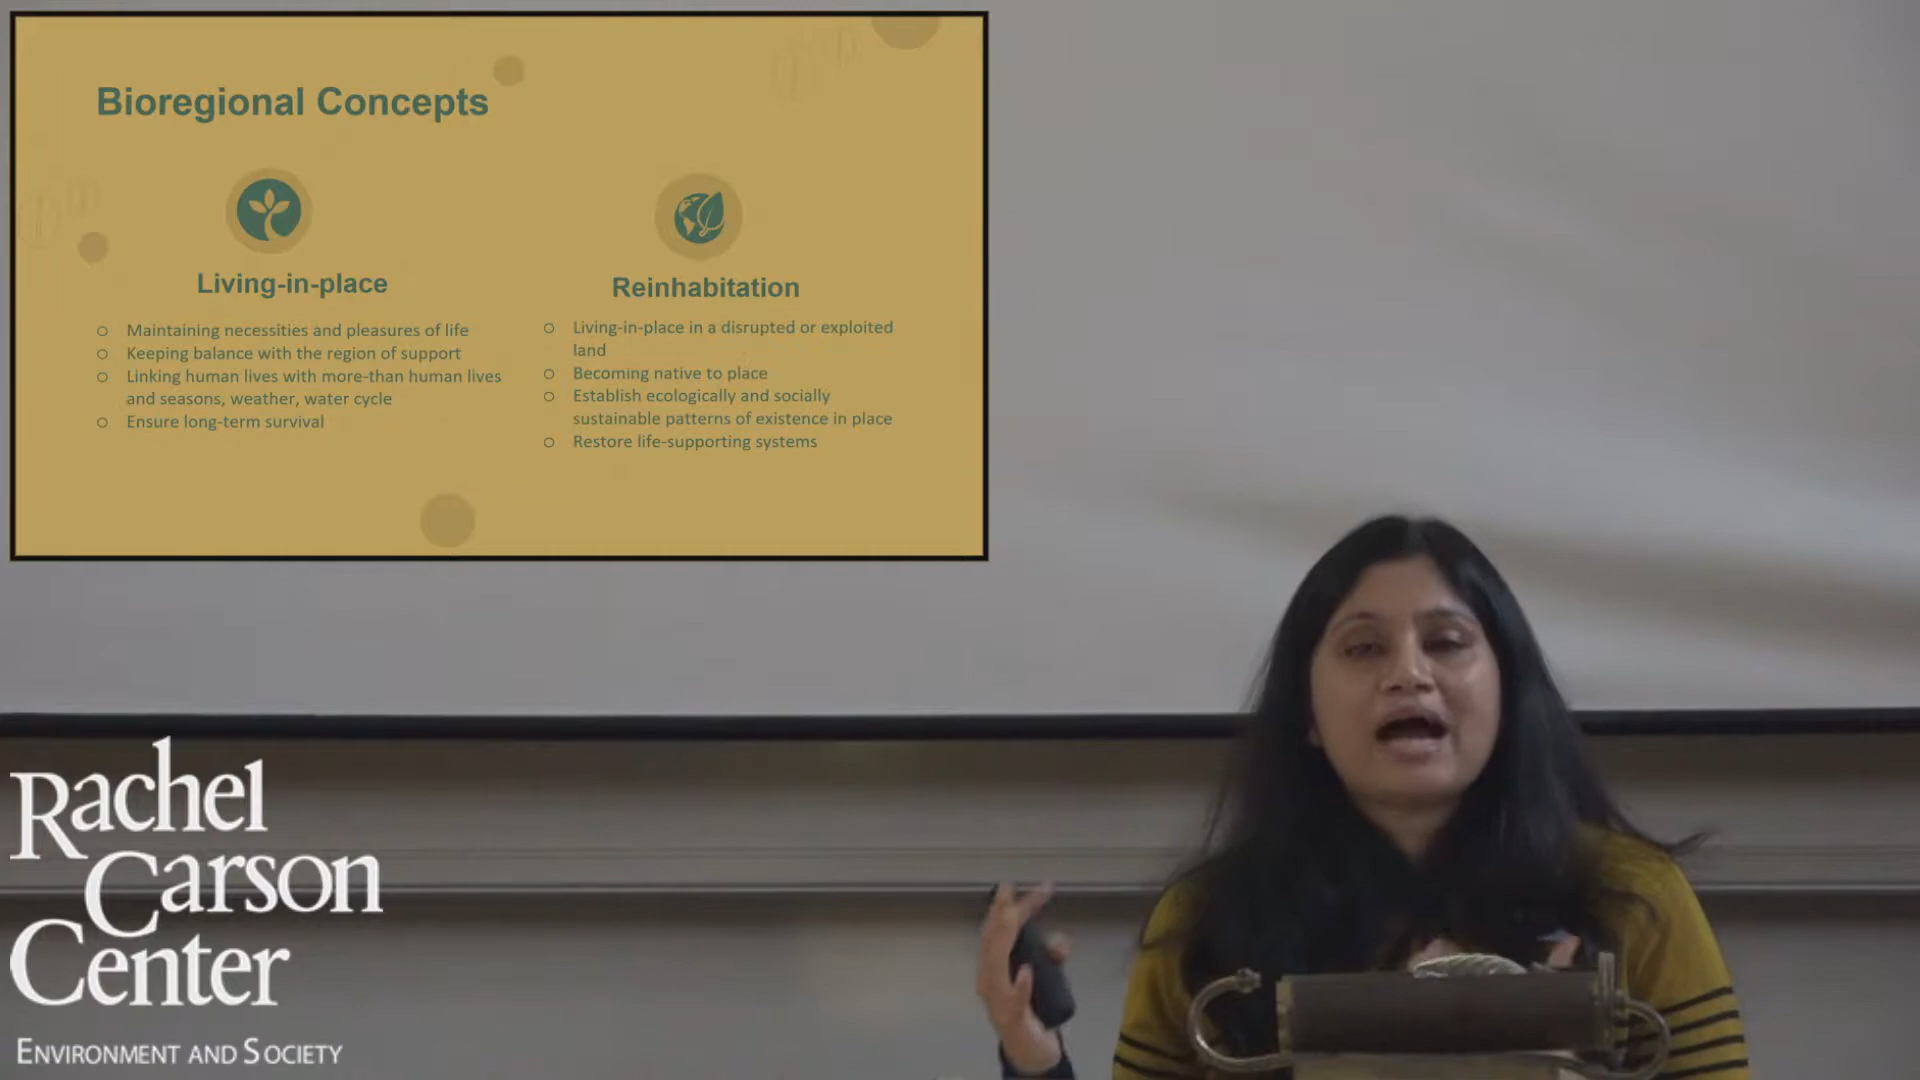 Bioregional Concepts
Living-in-place
Maintaining necessities and pleasures of life
Keeping balance with the region of support
Linking human lives with more-than human lives
and seasons, weather, water cycle
Ensure long-term survival
Reinhabitation
Living-in-place in a disrupted or exploited
land
Becoming native to place
Establish ecologically and socially
sustainable patterns of existence in place
Restore life-supporting systems
Rachel
Carson
Center
Environment and Society